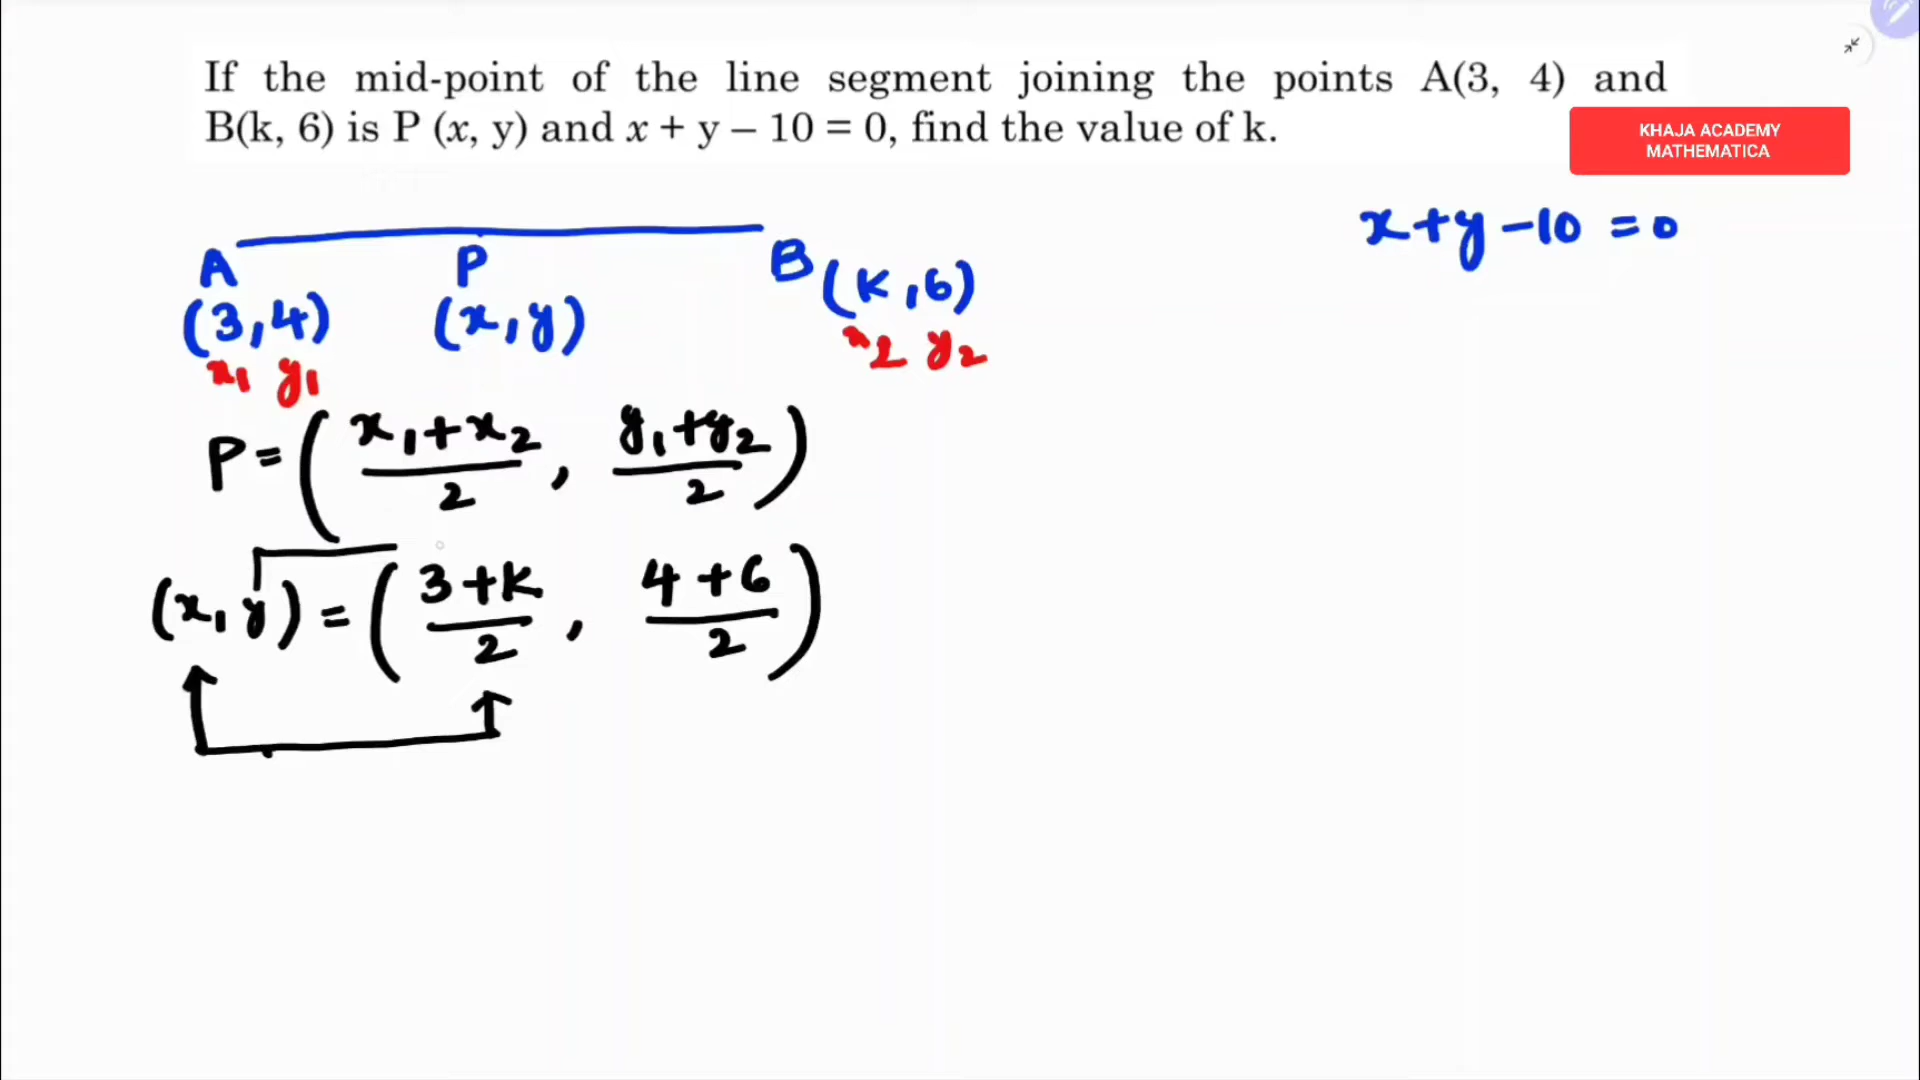 If the mid-point of the line segment joining the points A(3, 4) and
B(k, 6) is P (x, y) and x + y – 10 = 0, find the value of k.
KHAJA ACADEMY
MATHEMATICA
x+y-10=0
A P B (k,6)
(3,4) (x,y)
x2 y2
x1 y1
P=(x1+x2/2, y1+y2/2)
(x,y)=(3+k/2, 4+6/2)